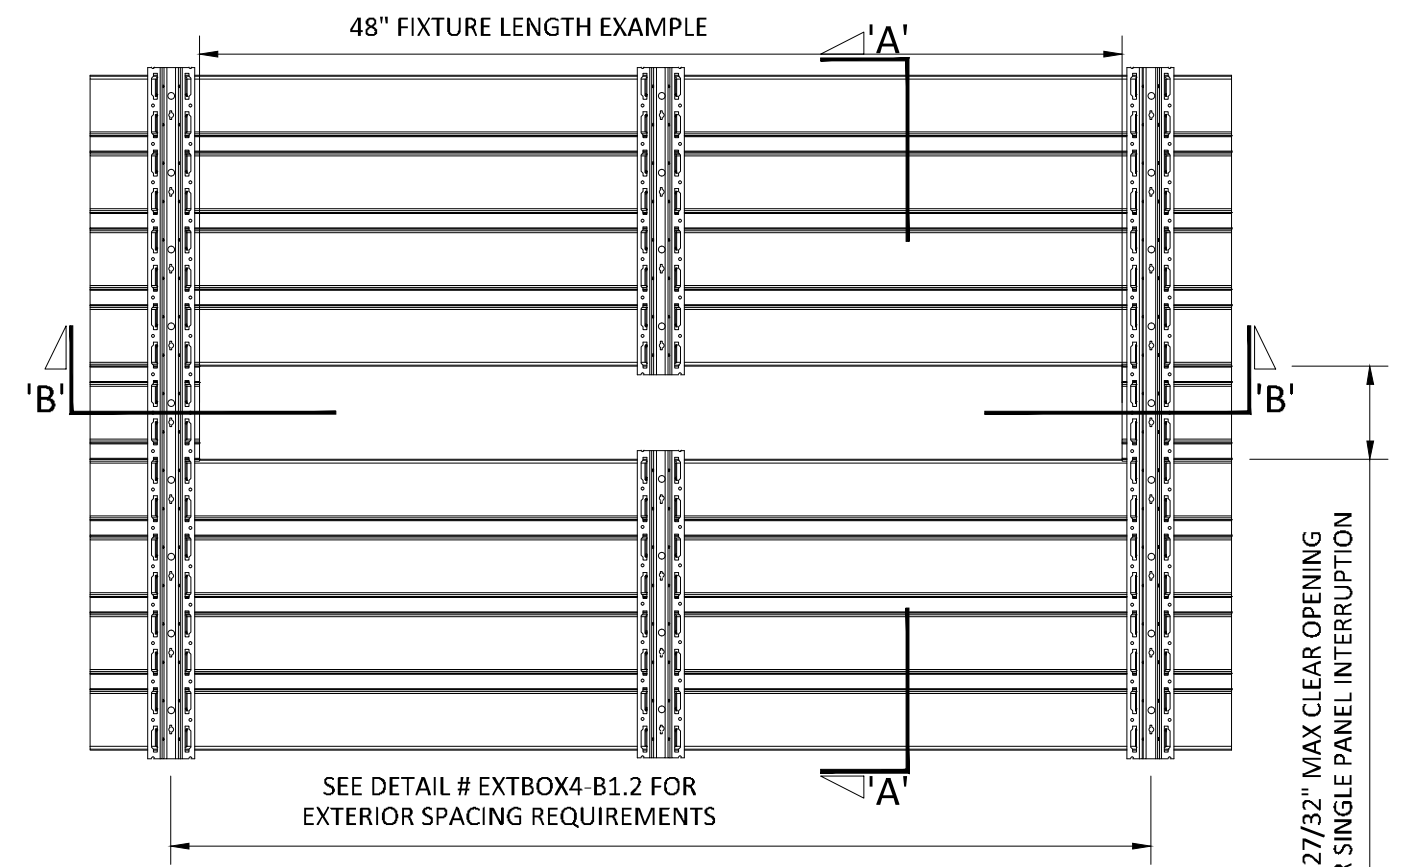 48" FIXTURE LENGTH EXAMPLE
'A'
'B'
'B'
27/32" MAX CLEAR OPENING
SINGLE PANEL INTERRUPTION
'A'
SEE DETAIL # EXTBOX4-B1.2 FOR
EXTERIOR SPACING REQUIREMENTS